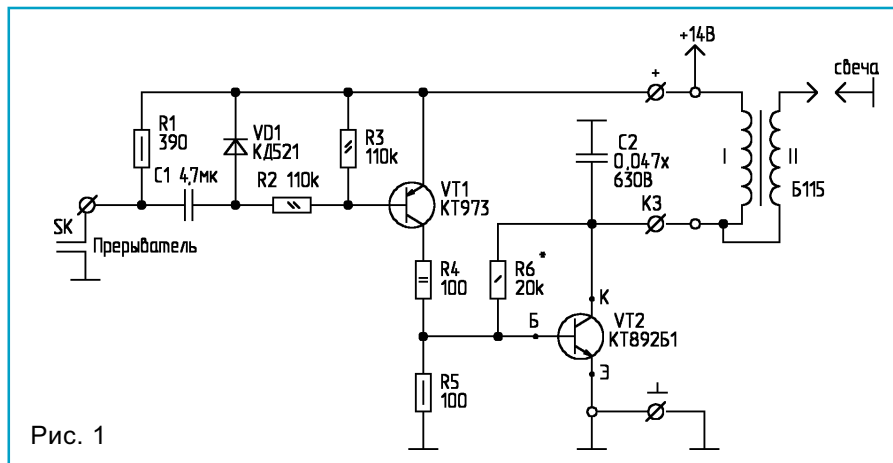 +14В
свеча
+
R1
390
VD1
КД521
R3
110k
C2
0,047х
630В
I
II
Б115
C1 4,7мк
R2 110k
VT1
КТ973
КЗ
SK
Прерыватель
R4
100
R6 *
20k
К
Б
VT2
КТ892Б1
Э
R5
100
⊥
Рис. 1